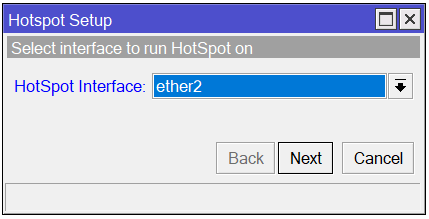 Hotspot Setup
Select interface to run HotSpot on
HotSpot Interface: ether2
Back Next Cancel